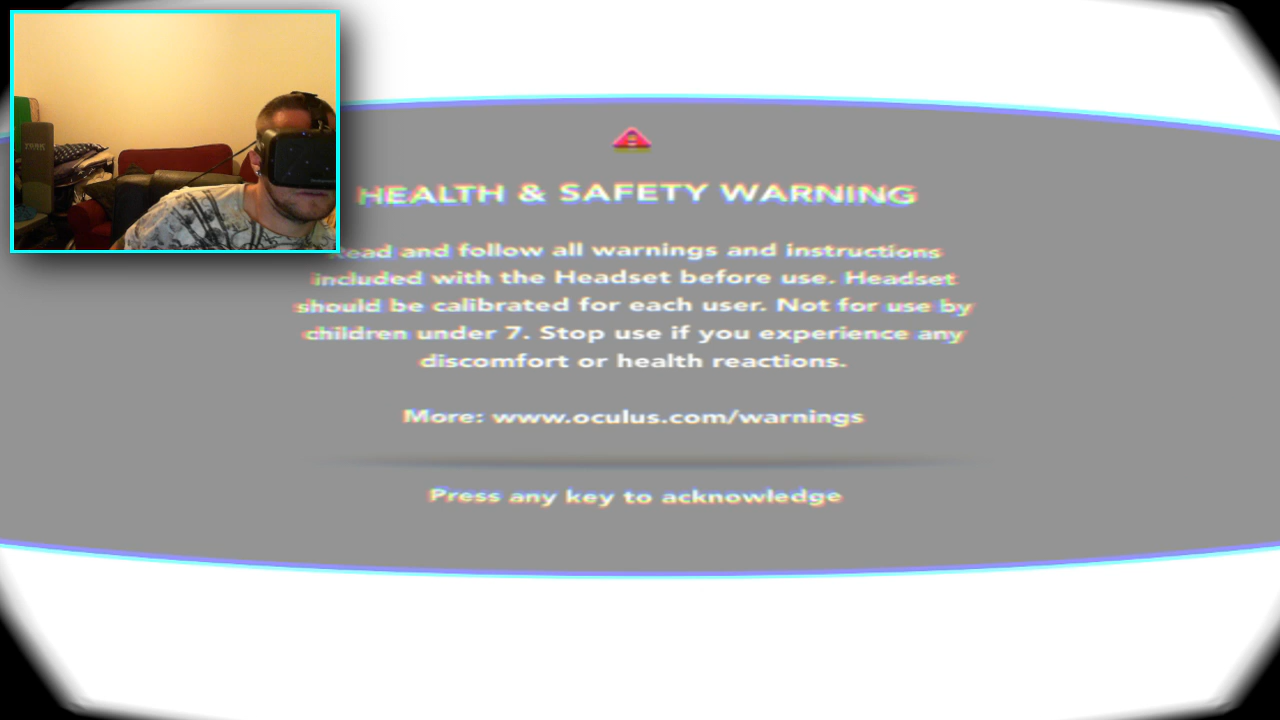 HEALTH & SAFETY WARNING
Read and follow all warnings and instructions
included with the Headset before use. Headset
should be calibrated for each user. Not for use by
children under 7. Stop use if you experience any
discomfort or health reactions.
More: www.oculus.com/warnings
Press any key to acknowledge